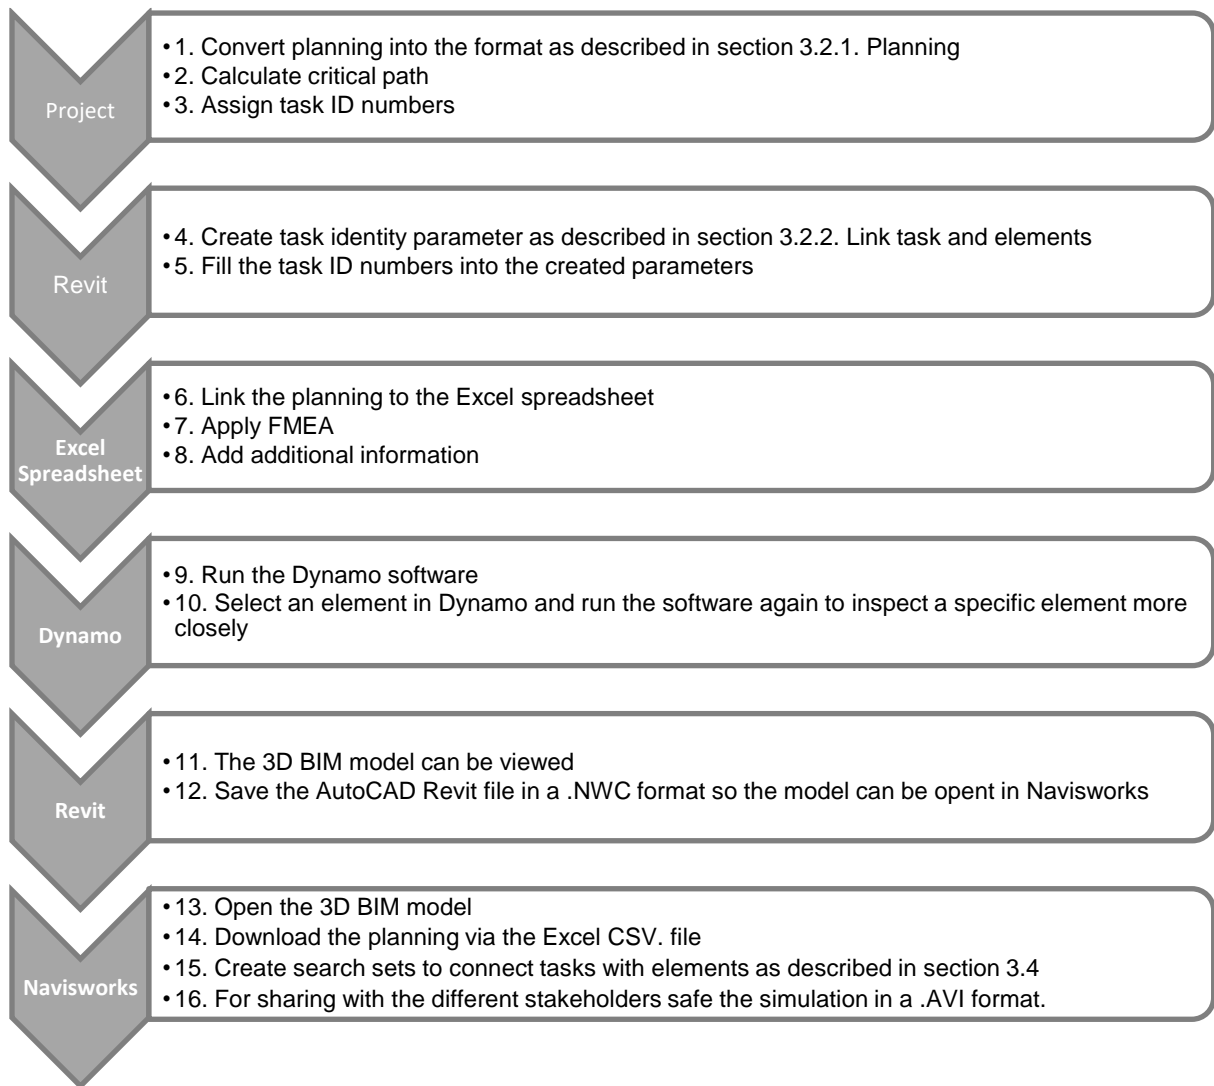 Project
•1. Convert planning into the format as described in section 3.2.1. Planning
•2. Calculate critical path
•3. Assign task ID numbers
Revit
•4. Create task identity parameter as described in section 3.2.2. Link task and elements
•5. Fill the task ID numbers into the created parameters
Excel
Spreadsheet
•6. Link the planning to the Excel spreadsheet
•7. Apply FMEA
•8. Add additional information
Dynamo
•9. Run the Dynamo software
•10. Select an element in Dynamo and run the software again to inspect a specific element more
closely
Revit
•11. The 3D BIM model can be viewed
•12. Save the AutoCAD Revit file in a .NWC format so the model can be opent in Navisworks
Navisworks
•13. Open the 3D BIM model
•14. Download the planning via the Excel CSV. file
•15. Create search sets to connect tasks with elements as described in section 3.4
•16. For sharing with the different stakeholders safe the simulation in a .AVI format.